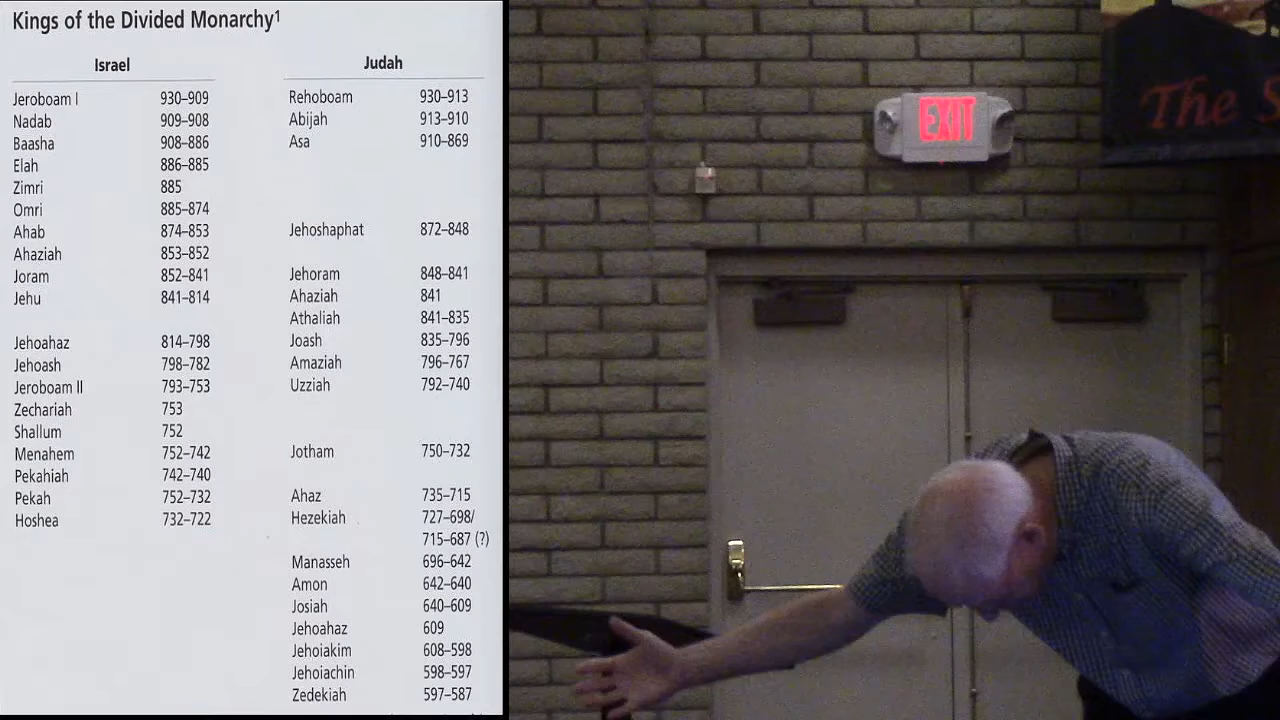 Kings of the Divided Monarchy1
Israel
Jeroboam I 930–909
Nadab 909–908
Baasha 908–886
Elah 886–885
Zimri 885
Omri 885–874
Ahab 874–853
Ahaziah 853–852
Joram 852–841
Jehu 841–814
Jehoahaz 814–798
Jehoash 798–782
Jeroboam II 793–753
Zechariah 753
Shallum 752
Menahem 752–742
Pekahiah 742–740
Pekah 752–732
Hoshea 732–722
Judah
Rehoboam 930–913
Abijah 913–910
Asa 910–869
Jehoshaphat 872–848
Jehoram 848–841
Ahaziah 841
Athaliah 841–835
Joash 835–796
Amaziah 796–767
Uzziah 792–740
Jotham 750–732
Ahaz 735–715
Hezekiah 727–698/
715–687 (?)
Manasseh 696–642
Amon 642–640
Josiah 640–609
Jehoahaz 609
Jehoiakim 608–598
Jehoiachin 598–597
Zedekiah 597–587
EXIT
The